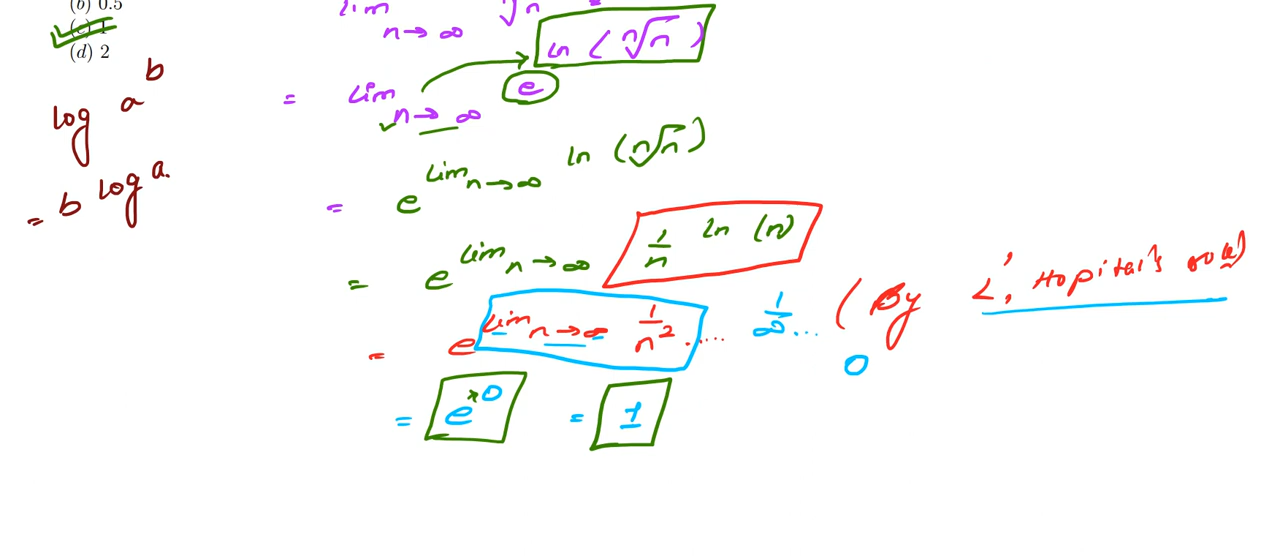 (b) 0.5
(c) 1
(d) 2
lim n→∞ ⁿ√n =
= lim n→∞ e ln (ⁿ√n)
log a^b
= b log a.
= e^lim n→∞ ln (ⁿ√n)
= e^lim n→∞ 1/n ln (n)
= e^lim n→∞ 1/n² ..... 1/∞... 0 (By L', Hopital's rule)
= e^0 = 1